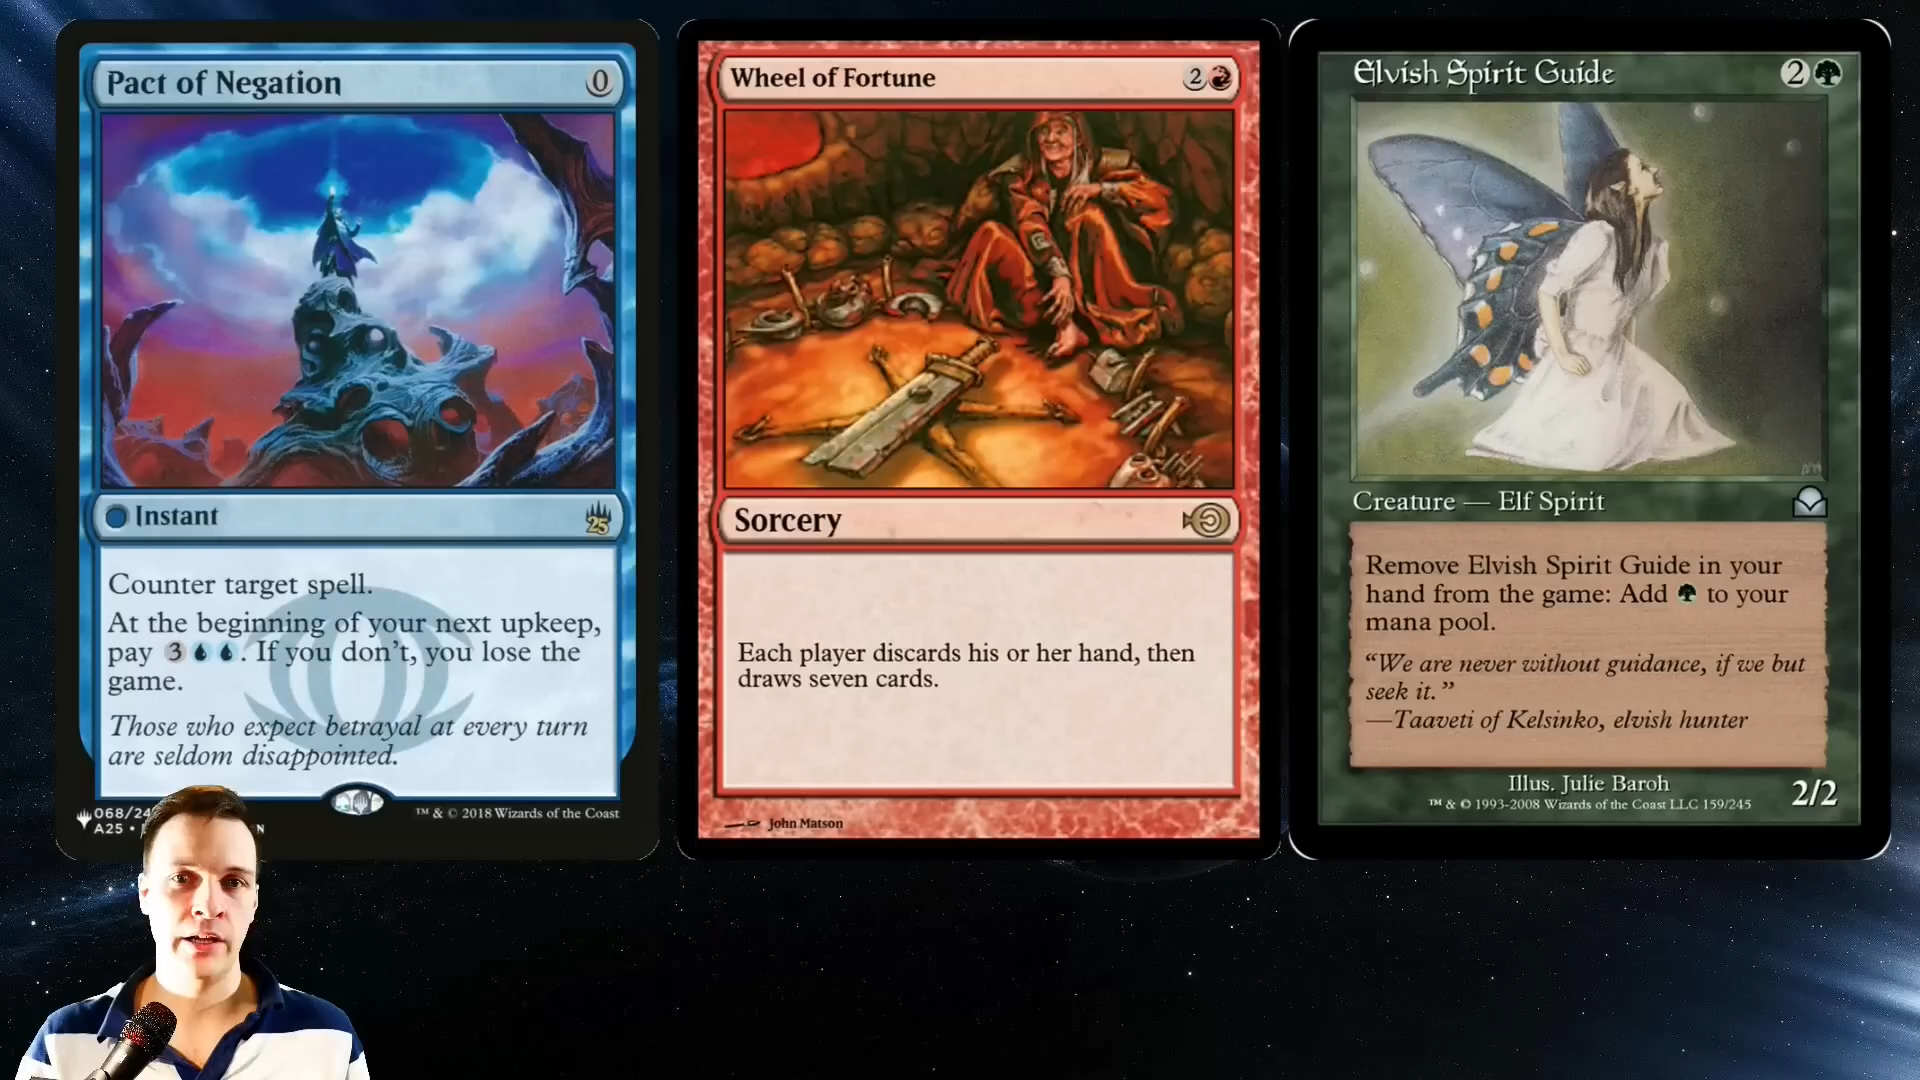 Pact of Negation 0
Instant
25
Counter target spell.
At the beginning of your next upkeep,
pay 3. If you don't, you lose the
game.
Those who expect betrayal at every turn
are seldom disappointed.
068/24
A25 •
N
™ & © 2018 Wizards of the Coast
Wheel of Fortune 2
Sorcery
Each player discards his or her hand, then
draws seven cards.
John Matson
Elvish Spirit Guide 2
Creature — Elf Spirit
Remove Elvish Spirit Guide in your
hand from the game: Add to your
mana pool.
“We are never without guidance, if we but
seek it.”
—Taaveti of Kelsinko, elvish hunter
Illus. Julie Baroh
™ & © 1993-2008 Wizards of the Coast LLC 159/245
2/2